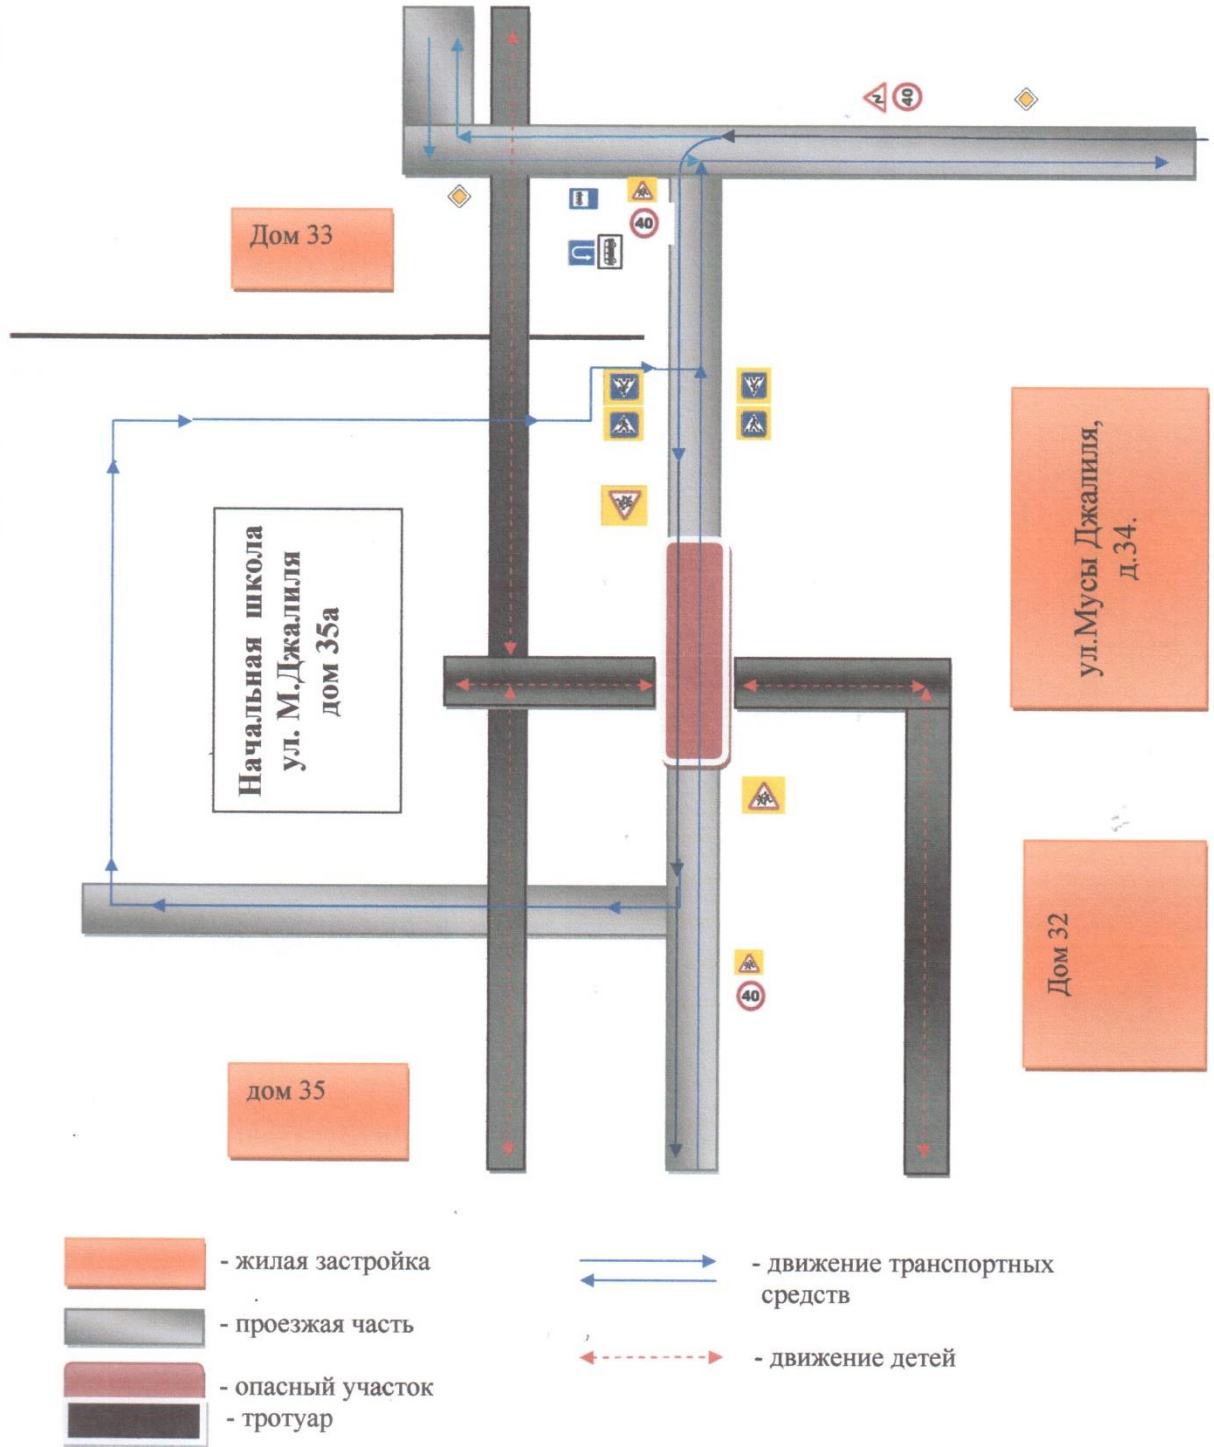 40
Дом 33
40
Начальная школа
ул. М.Джалиля
дом 35а
ул.Мусы Джалиля,
д.34.
Дом 32
40
дом 35
- жилая застройка
- проезжая часть
- опасный участок
- тротуар
- движение транспортных
средств
- движение детей